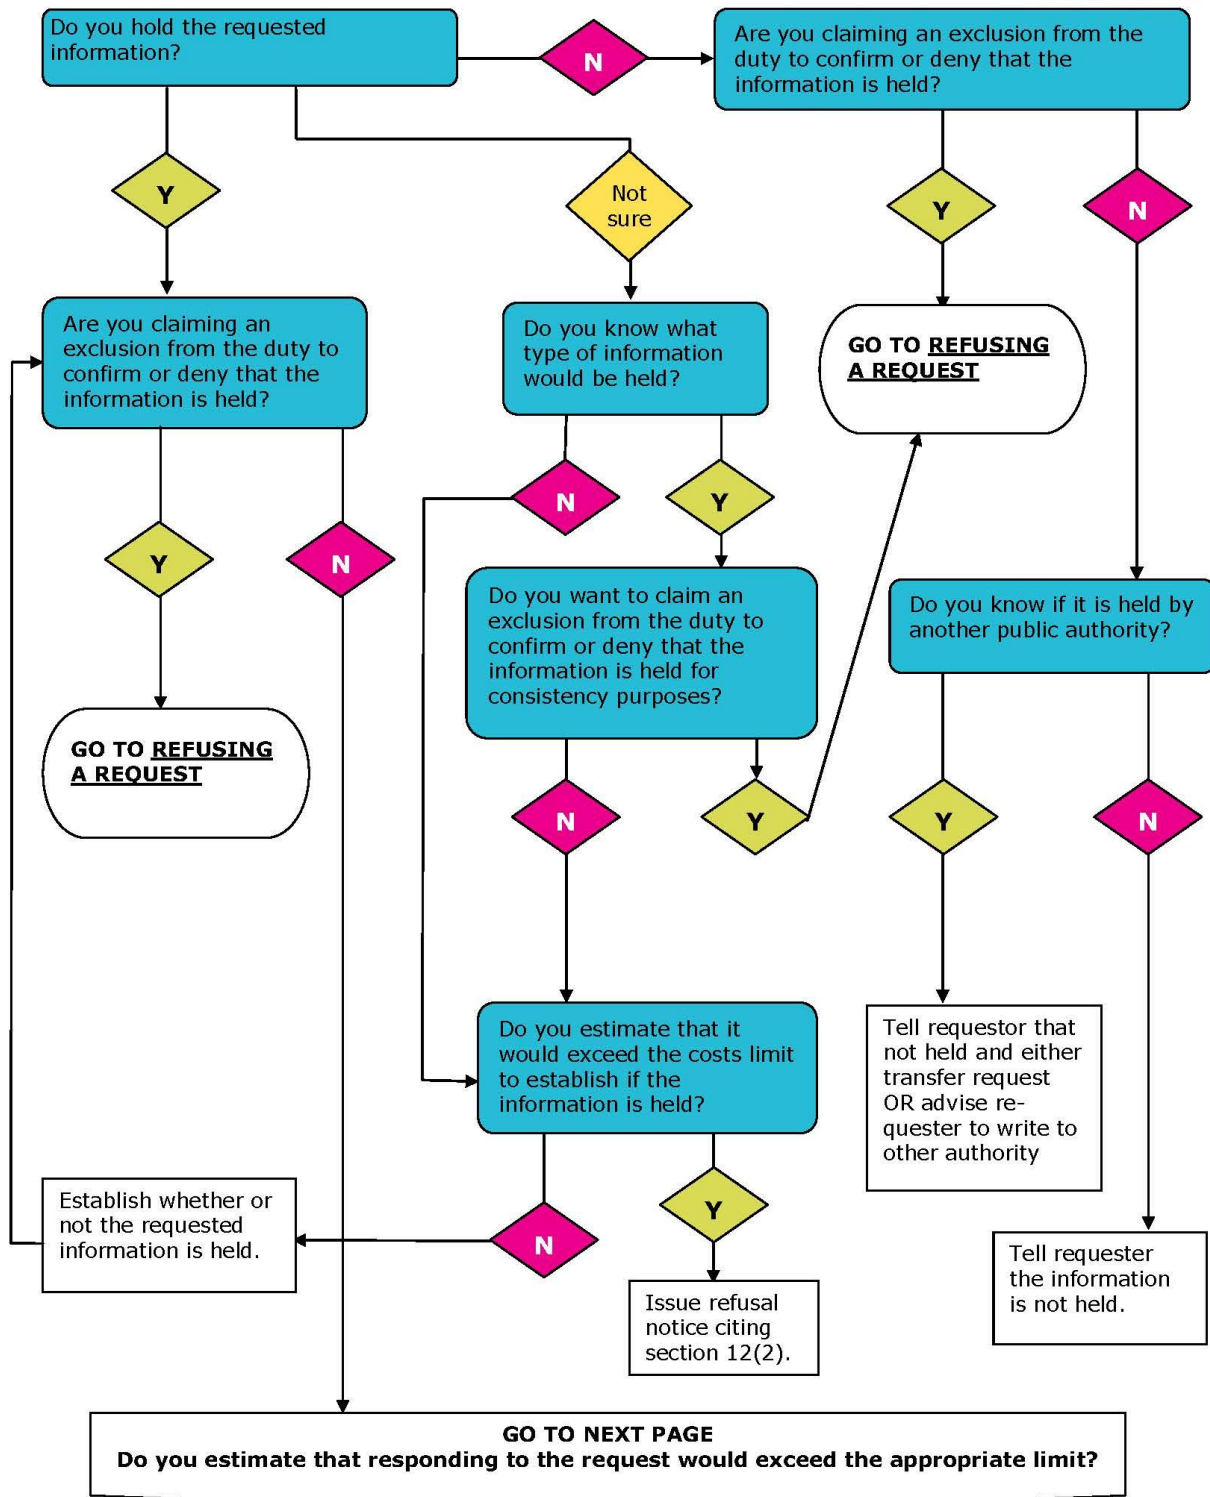 Do you hold the requested
information?
N
Are you claiming an exclusion from the
duty to confirm or deny that the
information is held?
Y
Not
sure
Y
N
Are you claiming an
exclusion from the duty to
confirm or deny that the
information is held?
Do you know what
type of information
would be held?
GO TO REFUSING
A REQUEST
N
Y
Y
N
Do you want to claim an
exclusion from the duty to
confirm or deny that the
information is held for
consistency purposes?
Do you know if it is held by
another public authority?
GO TO REFUSING
A REQUEST
N
Y
Y
N
Do you estimate that it
would exceed the costs limit
to establish if the
information is held?
Tell requestor that
not held and either
transfer request
OR advise re-
quester to write to
other authority
Establish whether or
not the requested
information is held.
N
Y
Tell requester
the information
is not held.
Issue refusal
notice citing
section 12(2).
GO TO NEXT PAGE
Do you estimate that responding to the request would exceed the appropriate limit?